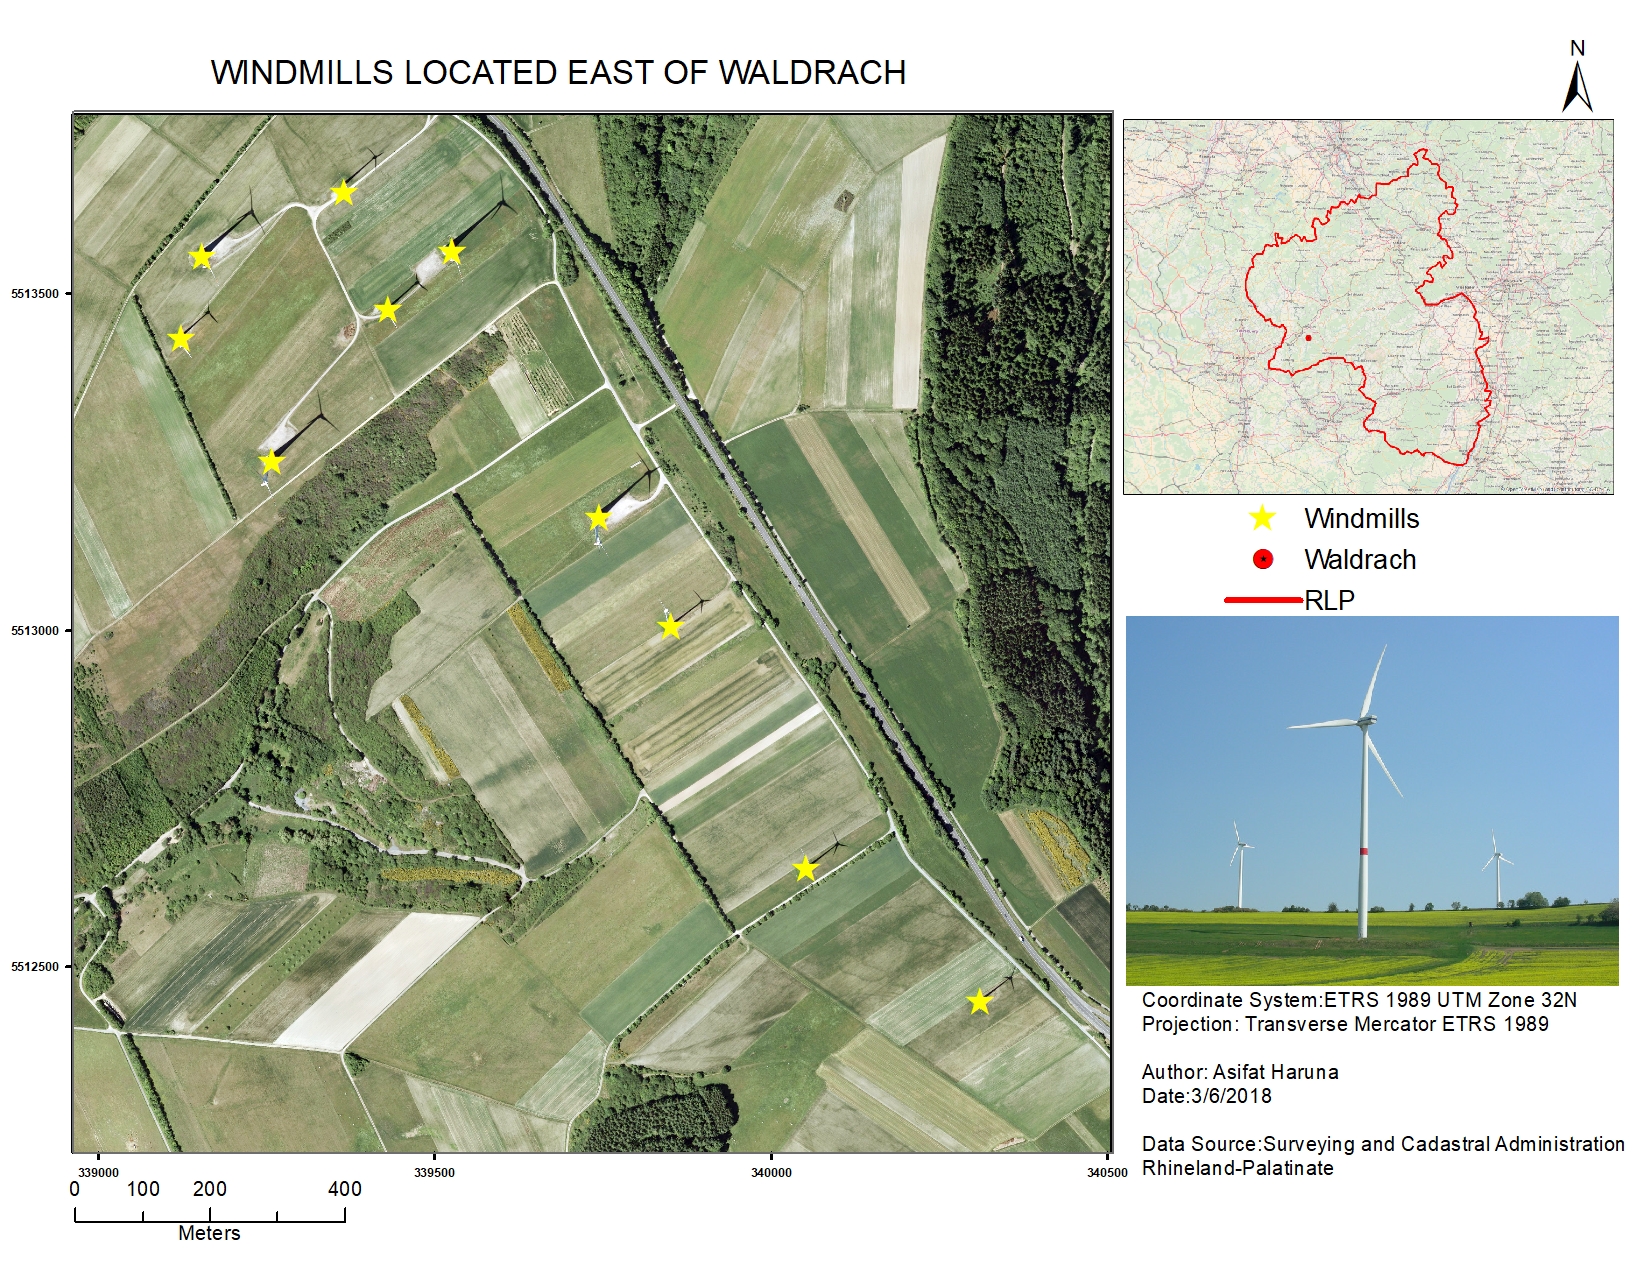 WINDMILLS LOCATED EAST OF WALDRACH
N
5513500
5513000
5512500
339000
339500
340000
340500
0 100 200 400
Meters
Windmills
Waldrach
RLP
Coordinate System:ETRS 1989 UTM Zone 32N
Projection: Transverse Mercator ETRS 1989
Author: Asifat Haruna
Date:3/6/2018
Data Source:Surveying and Cadastral Administration
Rhineland-Palatinate